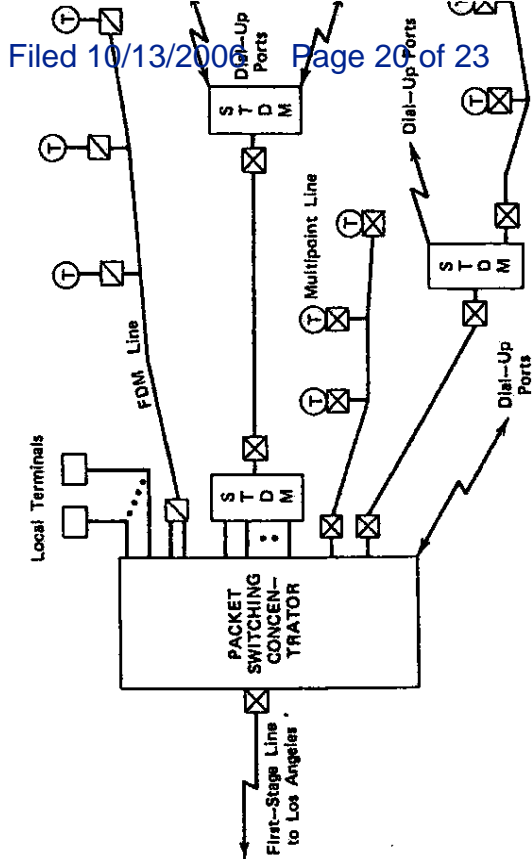 Filed 10/13/2006 Page 20 of 23
Dial-Up
Ports
S
T
D
M
T
T
T
FDM Line
Local Terminals
S
T
D
M
Multipoint Line
T
T
T
Dial-Up Ports
T
S
T
D
M
Dial-Up
Ports
PACKET
SWITCHING
CONCEN-
TRATOR
First-Stage Line
to Los Angeles